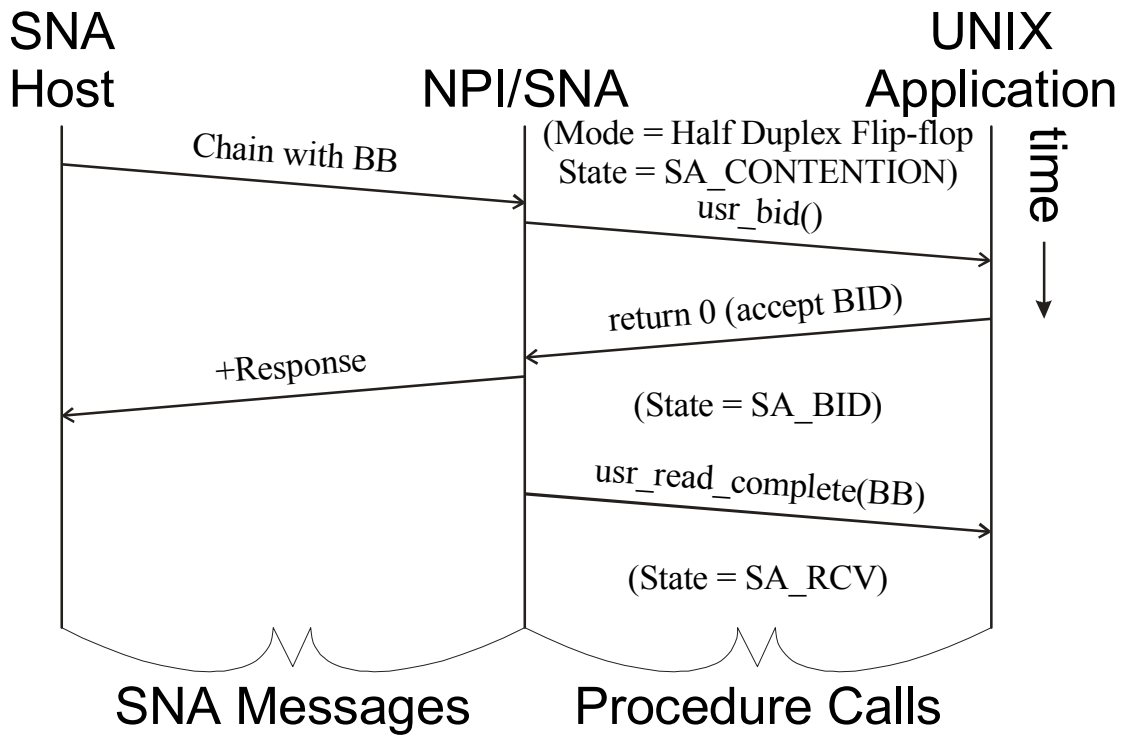 SNA
Host
NPI/SNA
UNIX
Application
(Mode = Half Duplex Flip-flop
State = SA_CONTENTION)
time
Chain with BB
usr_bid()
return 0 (accept BID)
+Response
(State = SA_BID)
usr_read_complete(BB)
(State = SA_RCV)
SNA Messages
Procedure Calls